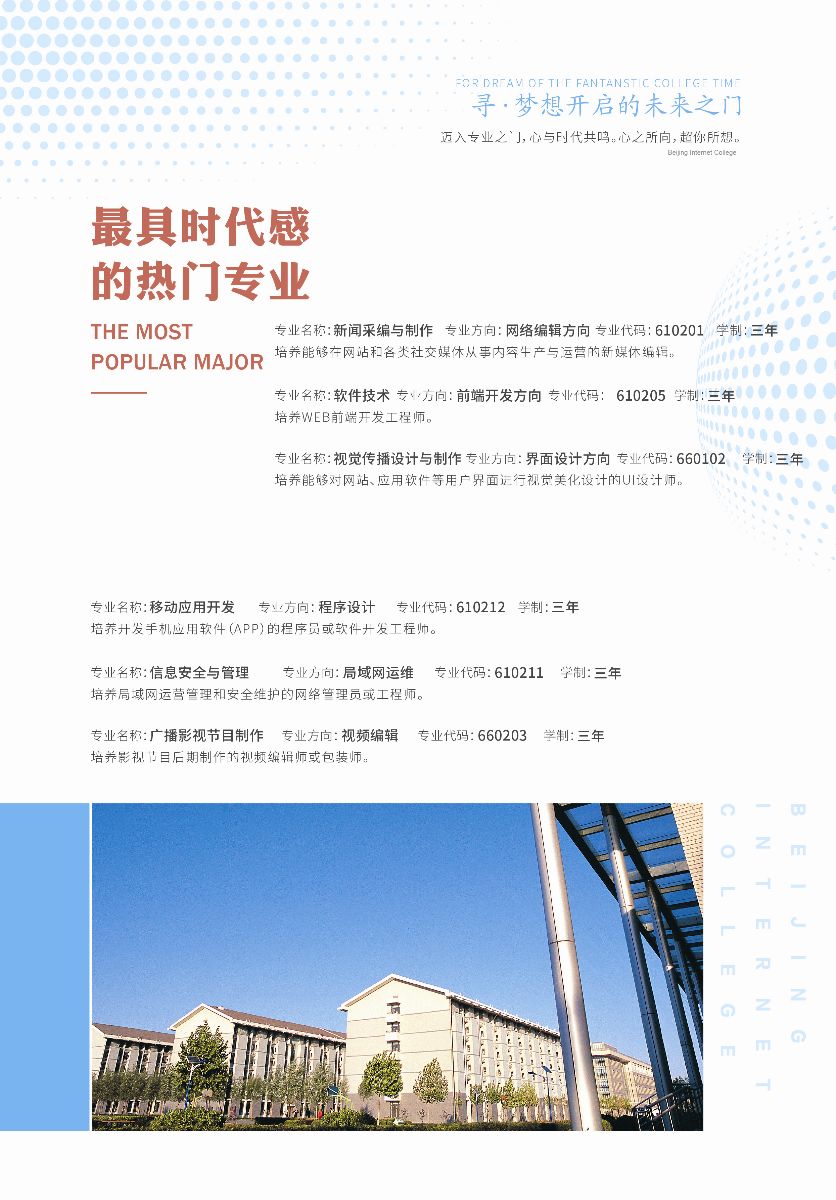 FOR DREAM OF THE FANTANSTIC COLLEGE TIME
寻·梦想开启的未来之门
迈入专业之门,心与时代共鸣。心之所向,超你所想。
Beijing Internet College
最具时代感
的热门专业
THE MOST
POPULAR MAJOR
专业名称:新闻采编与制作 专业方向:网络编辑方向 专业代码:610201 学制:三年
培养能够在网站和各类社交媒体从事内容生产与运营的新媒体编辑。
专业名称:软件技术 专业方向:前端开发方向 专业代码: 610205 学制:三年
培养WEB前端开发工程师。
专业名称:视觉传播设计与制作 专业方向:界面设计方向 专业代码:660102 学制:三年
培养能够对网站、应用软件等用户界面进行视觉美化设计的UI设计师。
专业名称:移动应用开发 专业方向:程序设计 专业代码:610212 学制:三年
培养开发手机应用软件(APP)的程序员或软件开发工程师。
专业名称:信息安全与管理 专业方向:局域网运维 专业代码:610211 学制:三年
培养局域网运营管理和安全维护的网络管理员或工程师。
专业名称:广播影视节目制作 专业方向:视频编辑 专业代码:660203 学制:三年
培养影视节目后期制作的视频编辑师或包装师。
BEIJING
INTERNET
COLLEGE